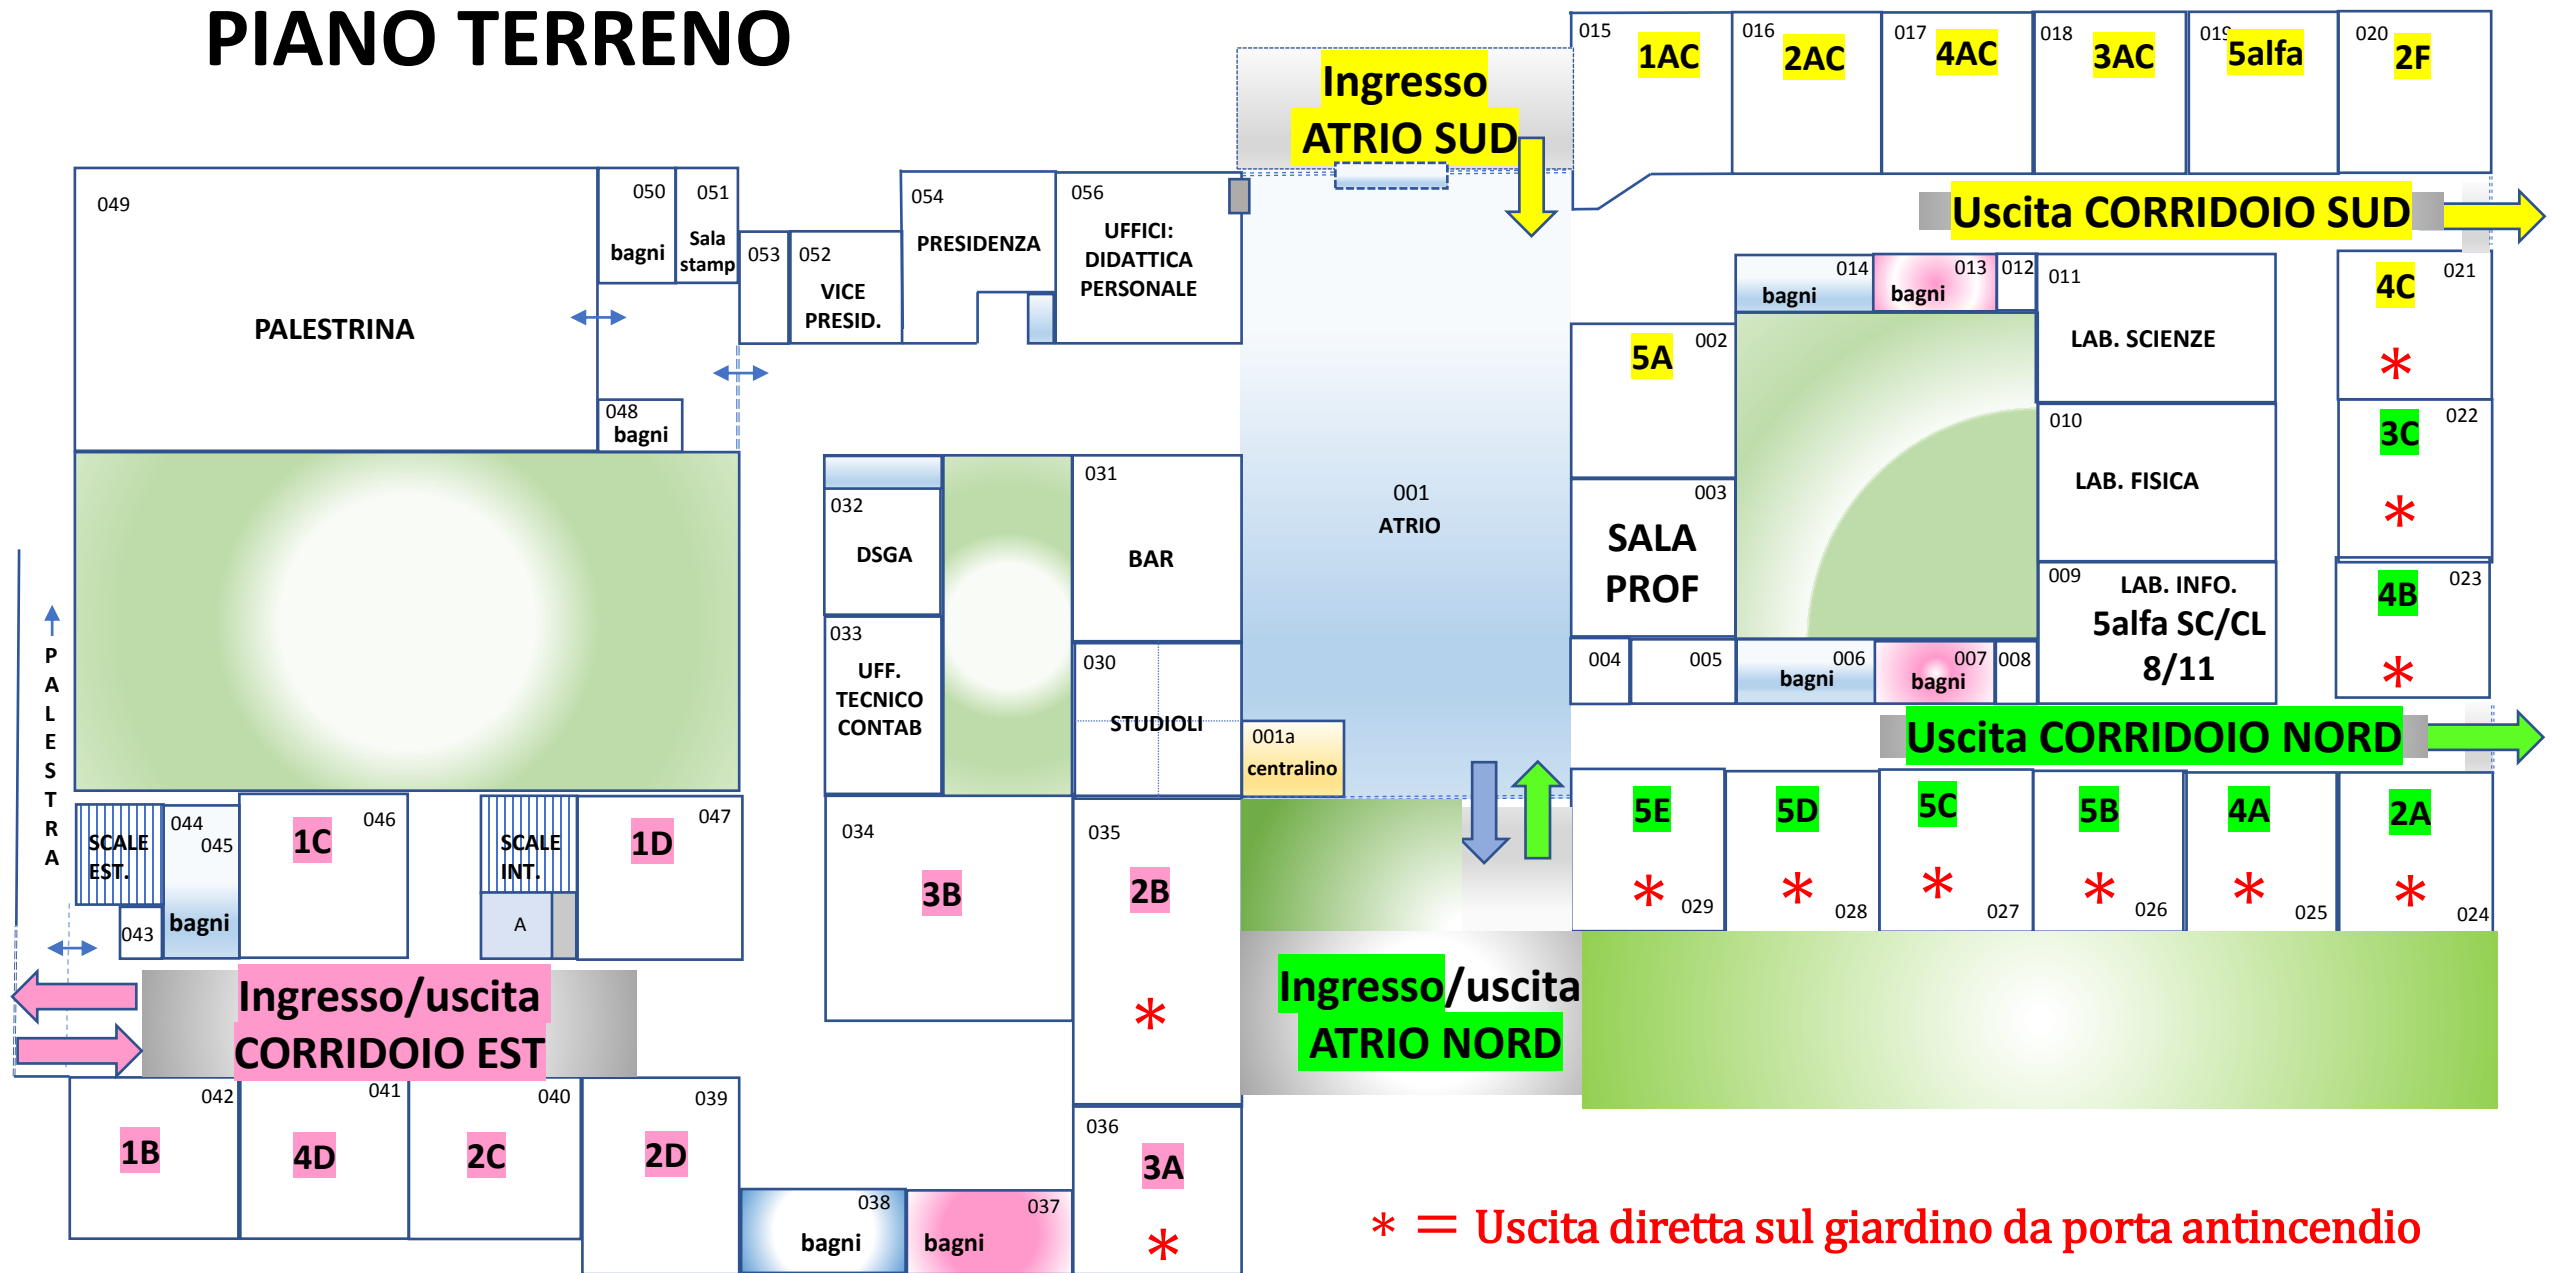 PIANO TERRENO
Ingresso
ATRIO SUD
015
1AC
016
2AC
017
4AC
018
3AC
019
5alfa
020
2F
Uscita CORRIDOIO SUD
049
PALESTRINA
050
bagni
051
Sala
stamp
053
052
VICE
PRESID.
054
PRESIDENZA
056
UFFICI:
DIDATTICA
PERSONALE
048
bagni
014
bagni
013
bagni
012
011
LAB. SCIENZE
021
4C
*
002
5A
010
LAB. FISICA
022
3C
*
003
SALA
PROF
009
LAB. INFO.
5alfa SC/CL
8/11
023
4B
*
001
ATRIO
031
BAR
032
DSGA
033
UFF.
TECNICO
CONTAB
030
STUDIOLI
001a
centralino
004
005
006
bagni
007
bagni
008
Uscita CORRIDOIO NORD
PALESTRA
SCALE
EST.
044
045
bagni
043
046
1C
SCALE
INT.
A
047
1D
034
3B
035
2B
*
5E
*
029
5D
*
028
5C
*
027
5B
*
026
4A
*
025
2A
*
024
Ingresso/uscita
CORRIDOIO EST
Ingresso/uscita
ATRIO NORD
042
1B
041
4D
040
2C
039
2D
038
bagni
037
bagni
036
3A
*
* = Uscita diretta sul giardino da porta antincendio